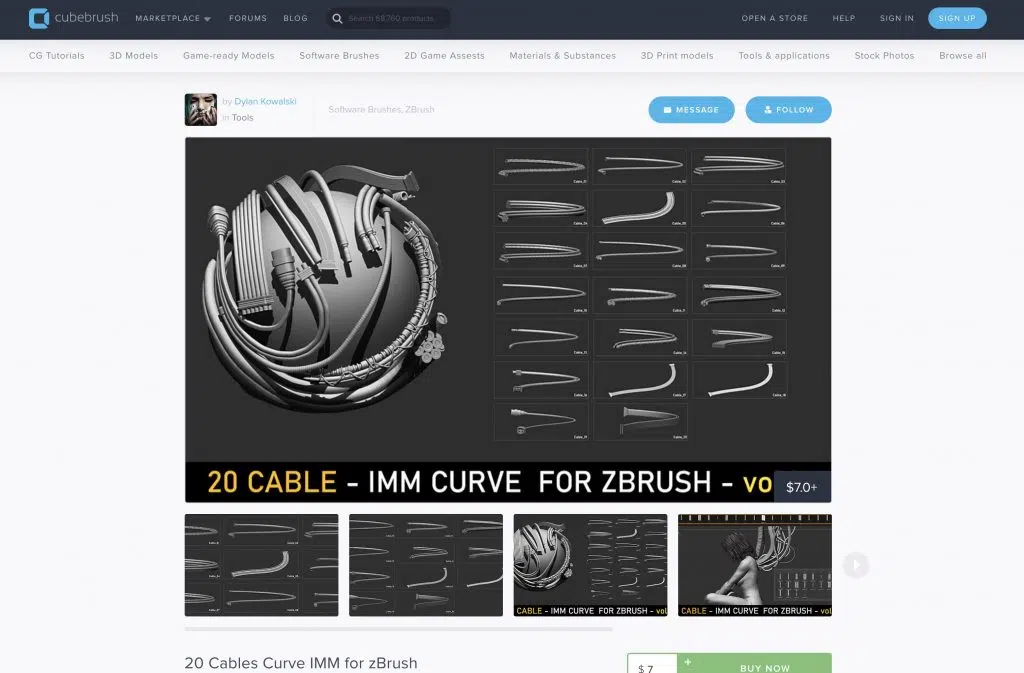 cubebrush MARKETPLACE FORUMS BLOG Search 68,760 products OPEN A STORE HELP SIGN IN SIGN UP
CG Tutorials 3D Models Game-ready Models Software Brushes 2D Game Assests Materials & Substances 3D Print models Tools & applications Stock Photos Browse all
by Dylan Kowalski
in Tools
Software Brushes, ZBrush
MESSAGE FOLLOW
Cable_01 Cable_02 Cable_03
Cable_04 Cable_05 Cable_06
Cable_07 Cable_08 Cable_09
Cable_10 Cable_11 Cable_12
Cable_13 Cable_14 Cable_15
Cable_16 Cable_17 Cable_18
Cable_19 Cable_20
20 CABLE - IMM CURVE FOR ZBRUSH - vo
$7.0+
CABLE - IMM CURVE FOR ZBRUSH - vol
CABLE - IMM CURVE FOR ZBRUSH - vol
20 Cables Curve IMM for zBrush
$ 7 + BUY NOW